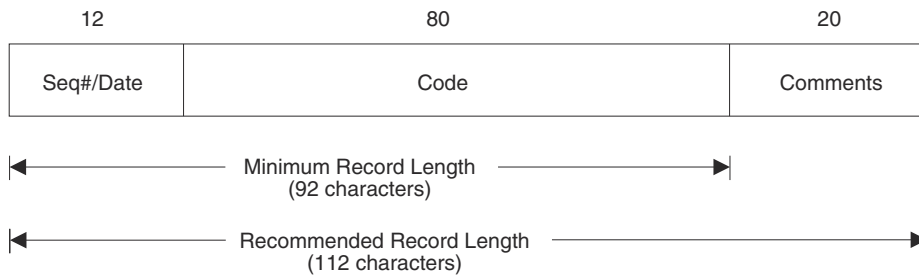 12 80 20
Seq#/Date Code Comments
Minimum Record Length
(92 characters)
Recommended Record Length
(112 characters)